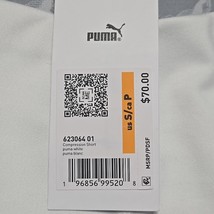 PUMA
us S/ca P
$70.00
MSRP/PDSF
623064 01
Compression Short
puma white
puma blanc
1 96856 99520 8